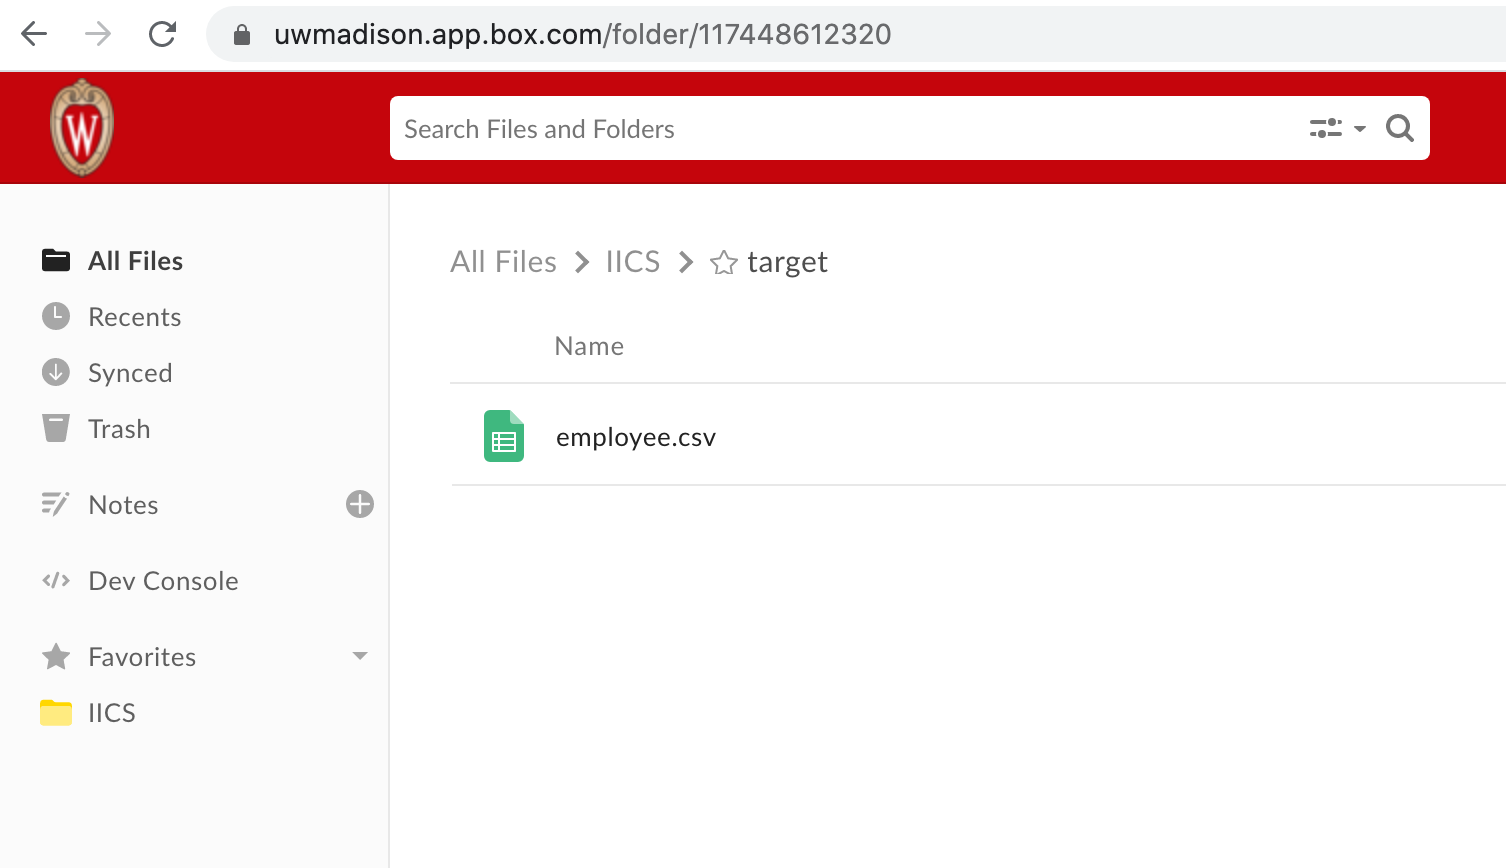 uwmadison.app.box.com/folder/117448612320
W
Search Files and Folders
All Files
Recents
Synced
Trash
Notes
Dev Console
Favorites
IICS
All Files > IICS > target
Name
employee.csv